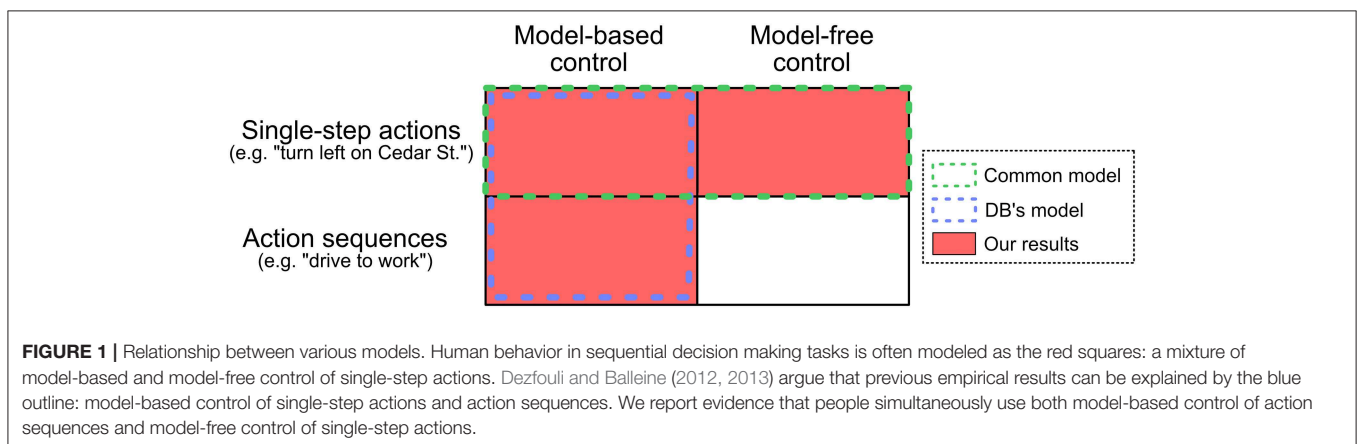 Model-based
control
Model-free
control
Single-step actions
(e.g. "turn left on Cedar St.")
Action sequences
(e.g. "drive to work")
Common model
DB's model
Our results
FIGURE 1 | Relationship between various models. Human behavior in sequential decision making tasks is often modeled as the red squares: a mixture of
model-based and model-free control of single-step actions. Dezfouli and Balleine (2012, 2013) argue that previous empirical results can be explained by the blue
outline: model-based control of single-step actions and action sequences. We report evidence that people simultaneously use both model-based control of action
sequences and model-free control of single-step actions.